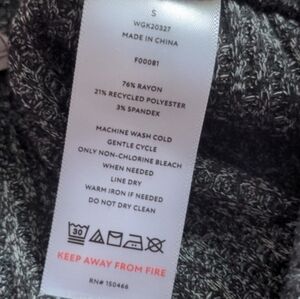 S
WGK20327
MADE IN CHINA
F00081
76% RAYON
21% RECYCLED POLYESTER
3% SPANDEX
MACHINE WASH COLD
GENTLE CYCLE
ONLY NON-CHLORINE BLEACH
WHEN NEEDED
LINE DRY
WARM IRON IF NEEDED
DO NOT DRY CLEAN
30
KEEP AWAY FROM FIRE
RN# 150466